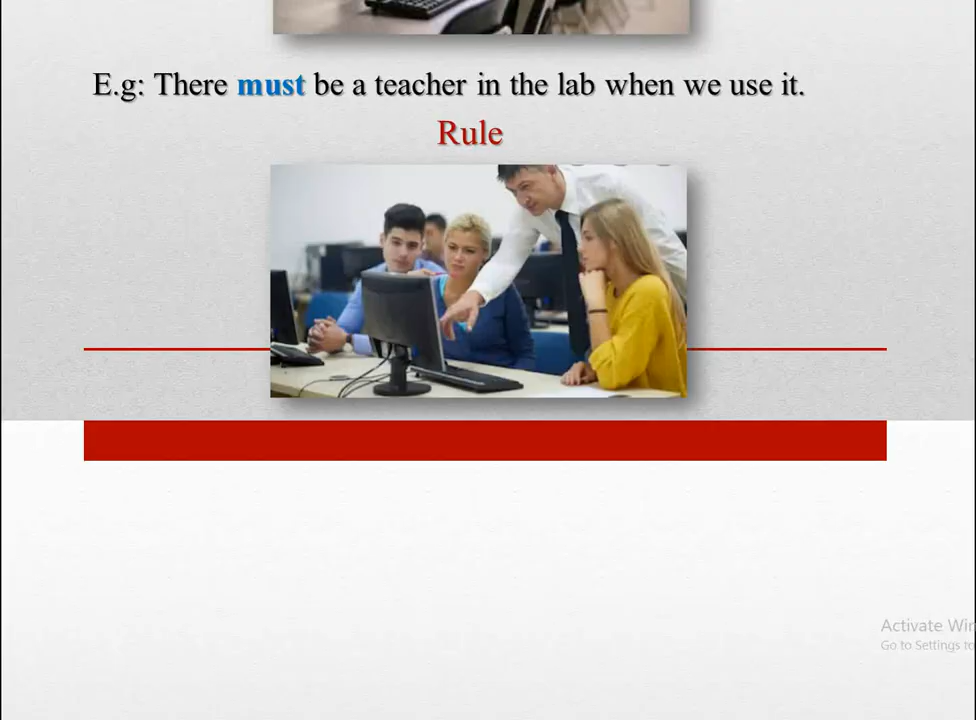 E.g: There must be a teacher in the lab when we use it.
Rule
Activate Win
Go to Settings to